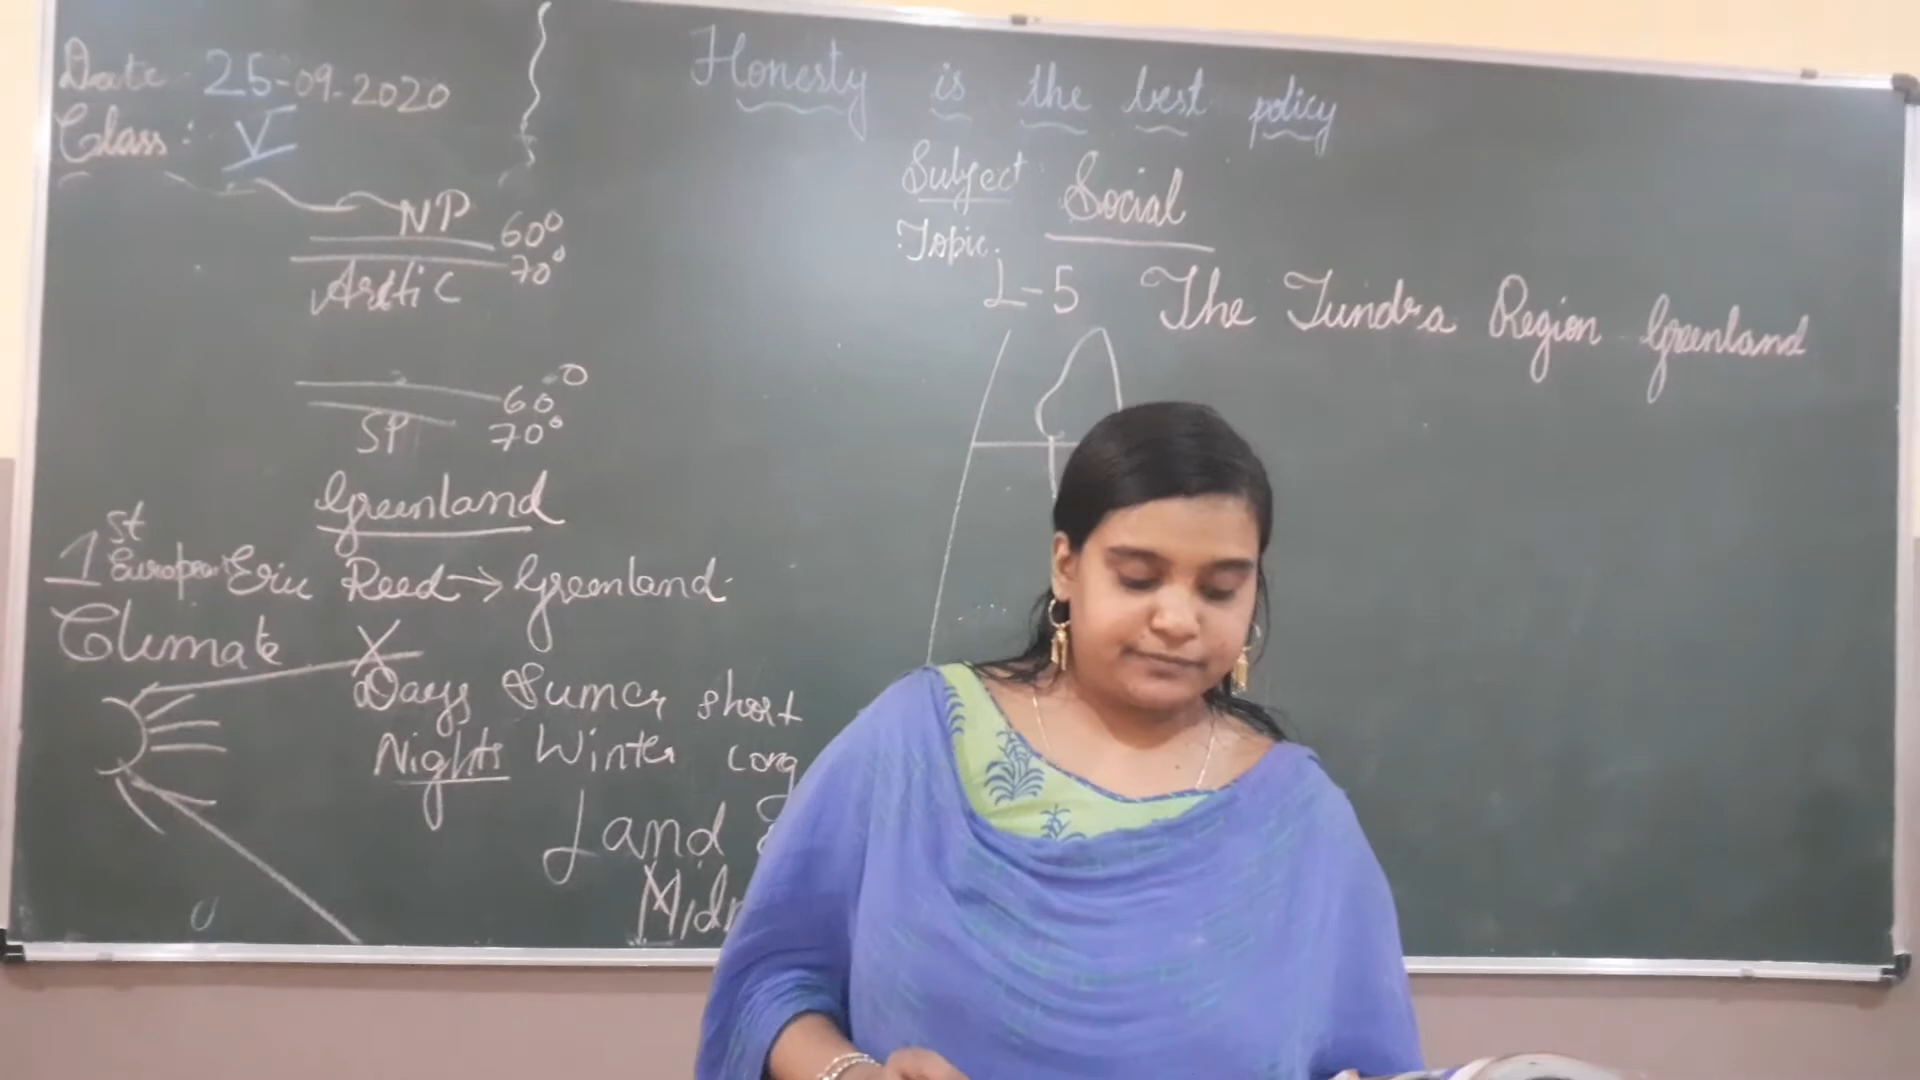 Date 25-09-2020
Class: V
Honesty is the best policy
Subject Social
Topic.
L-5 The Tundra Region Greenland
NP 60°
70°
Arctic
60°
SP 70°
Greenland
1st European Eric Reed → Greenland
Climate X
Days Sumer short
Nights Winter long
Land